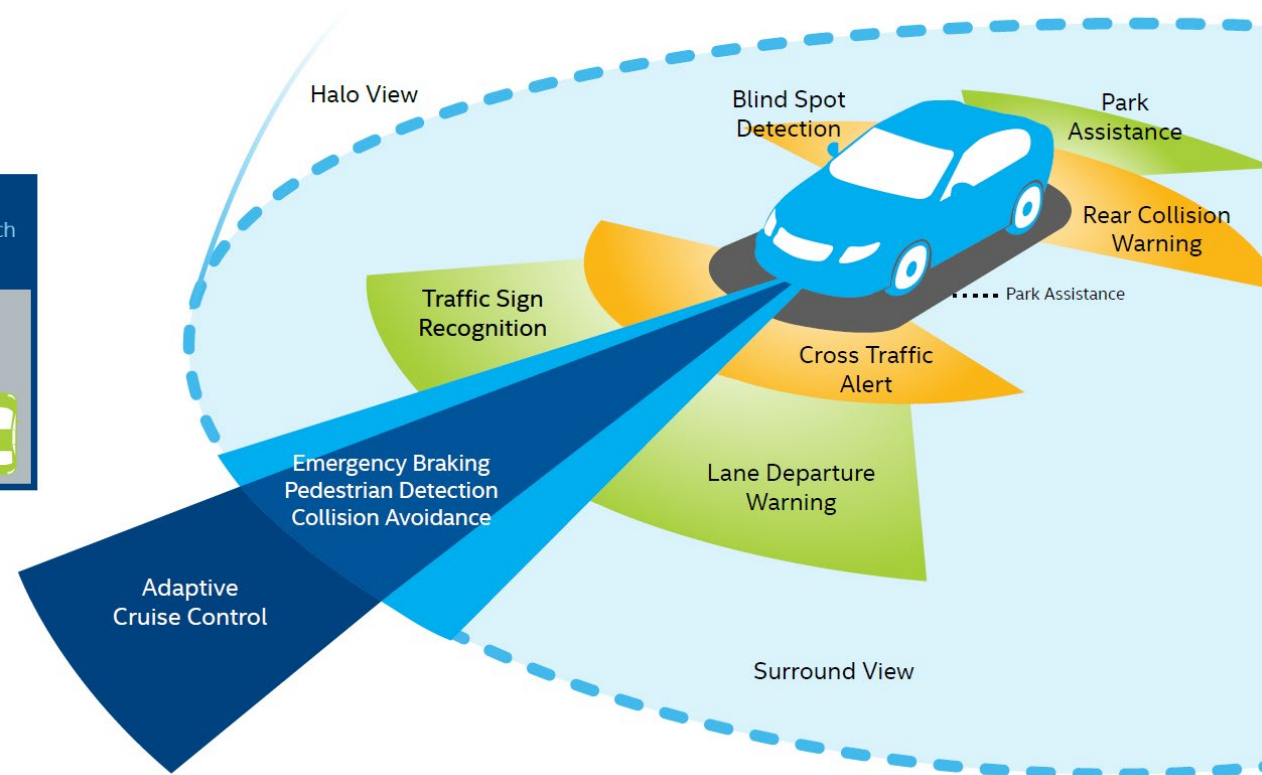 Halo View
Blind Spot
Detection
Park
Assistance
Rear Collision
Warning
Park Assistance
Traffic Sign
Recognition
Cross Traffic
Alert
Lane Departure
Warning
Emergency Braking
Pedestrian Detection
Collision Avoidance
Adaptive
Cruise Control
Surround View